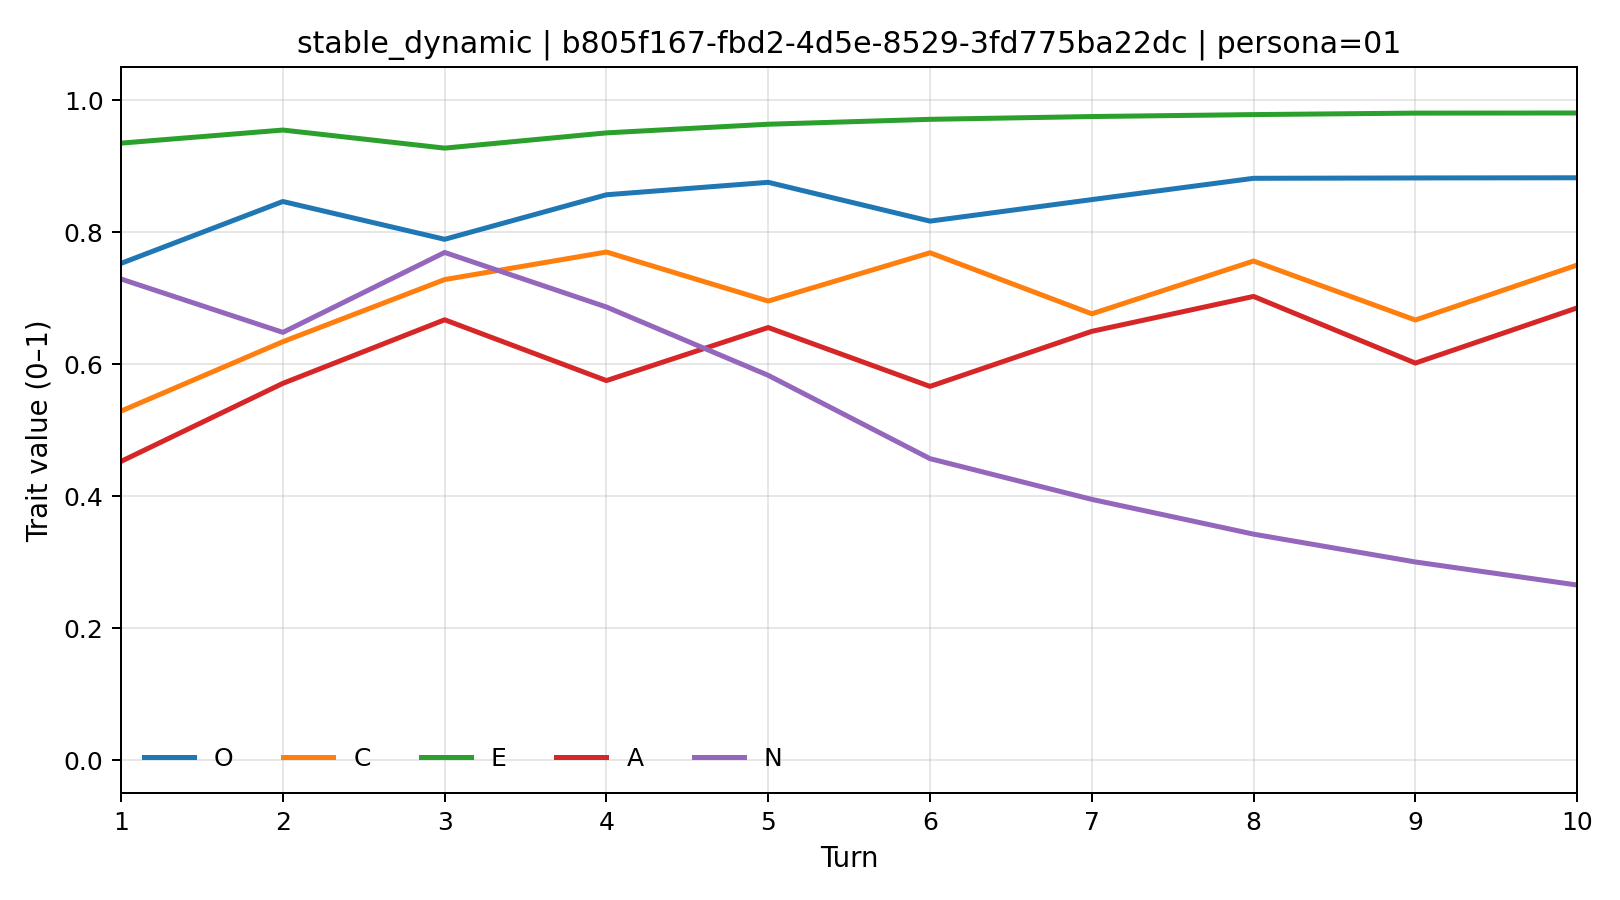 stable_dynamic | b805f167-fbd2-4d5e-8529-3fd775ba22dc | persona=01
Trait value (0–1)
1.0
0.8
0.6
0.4
0.2
0.0
O C E A N
1 2 3 4 5 6 7 8 9 10
Turn